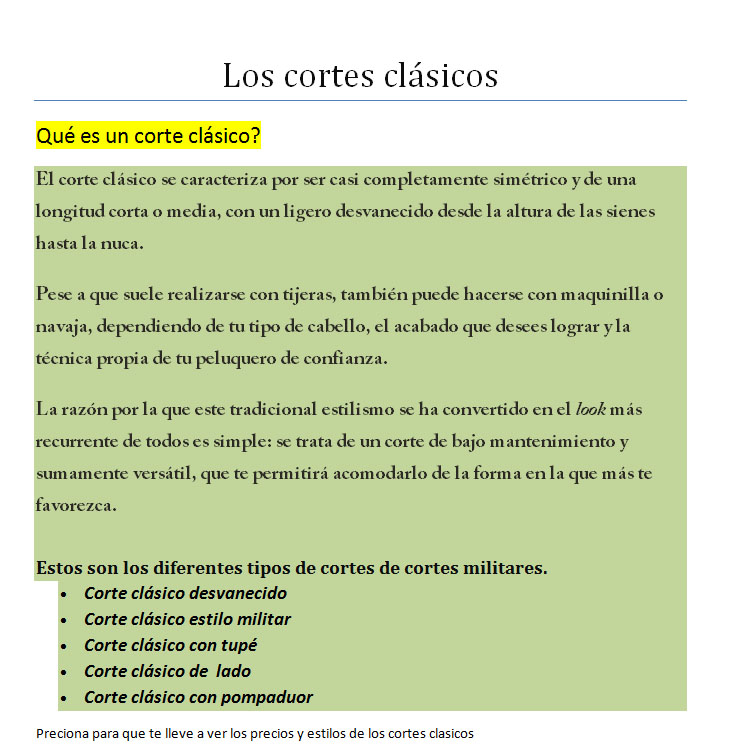 Los cortes clásicos
Qué es un corte clásico?
El corte clásico se caracteriza por ser casi completamente simétrico y de una
longitud corta o media, con un ligero desvanecido desde la altura de las sienes
hasta la nuca.
Pese a que suele realizarse con tijeras, también puede hacerse con maquinilla o
navaja, dependiendo de tu tipo de cabello, el acabado que desees lograr y la
técnica propia de tu peluquero de confianza.
La razón por la que este tradicional estilismo se ha convertido en el look más
recurrente de todos es simple: se trata de un corte de bajo mantenimiento y
sumamente versátil, que te permitirá acomodarlo de la forma en la que más te
favorezca.
Estos son los diferentes tipos de cortes de cortes militares.
• Corte clásico desvanecido
• Corte clásico estilo militar
• Corte clásico con tupé
• Corte clásico de lado
• Corte clásico con pompaduor
Preciona para que te lleve a ver los precios y estilos de los cortes clasicos